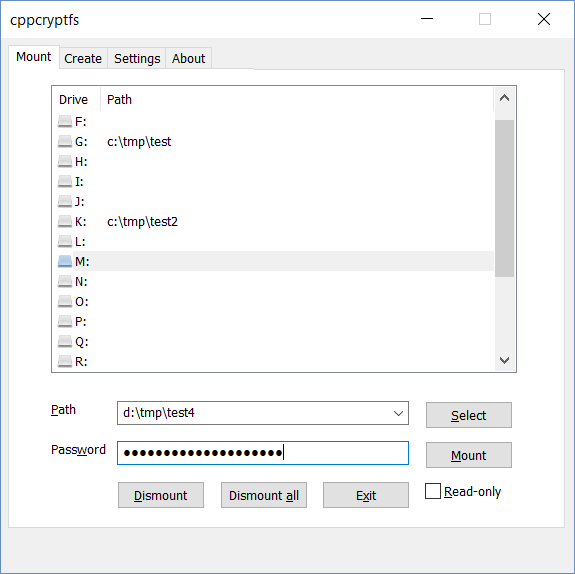 cppcryptfs
Mount Create Settings About
Drive Path
F:
G: c:\tmp\test
H:
I:
J:
K: c:\tmp\test2
L:
M:
N:
O:
P:
Q:
R:
Path d:\tmp\test4 Select
Password ●●●●●●●●●●●●●●●●●●●● Mount
Dismount Dismount all Exit Read-only